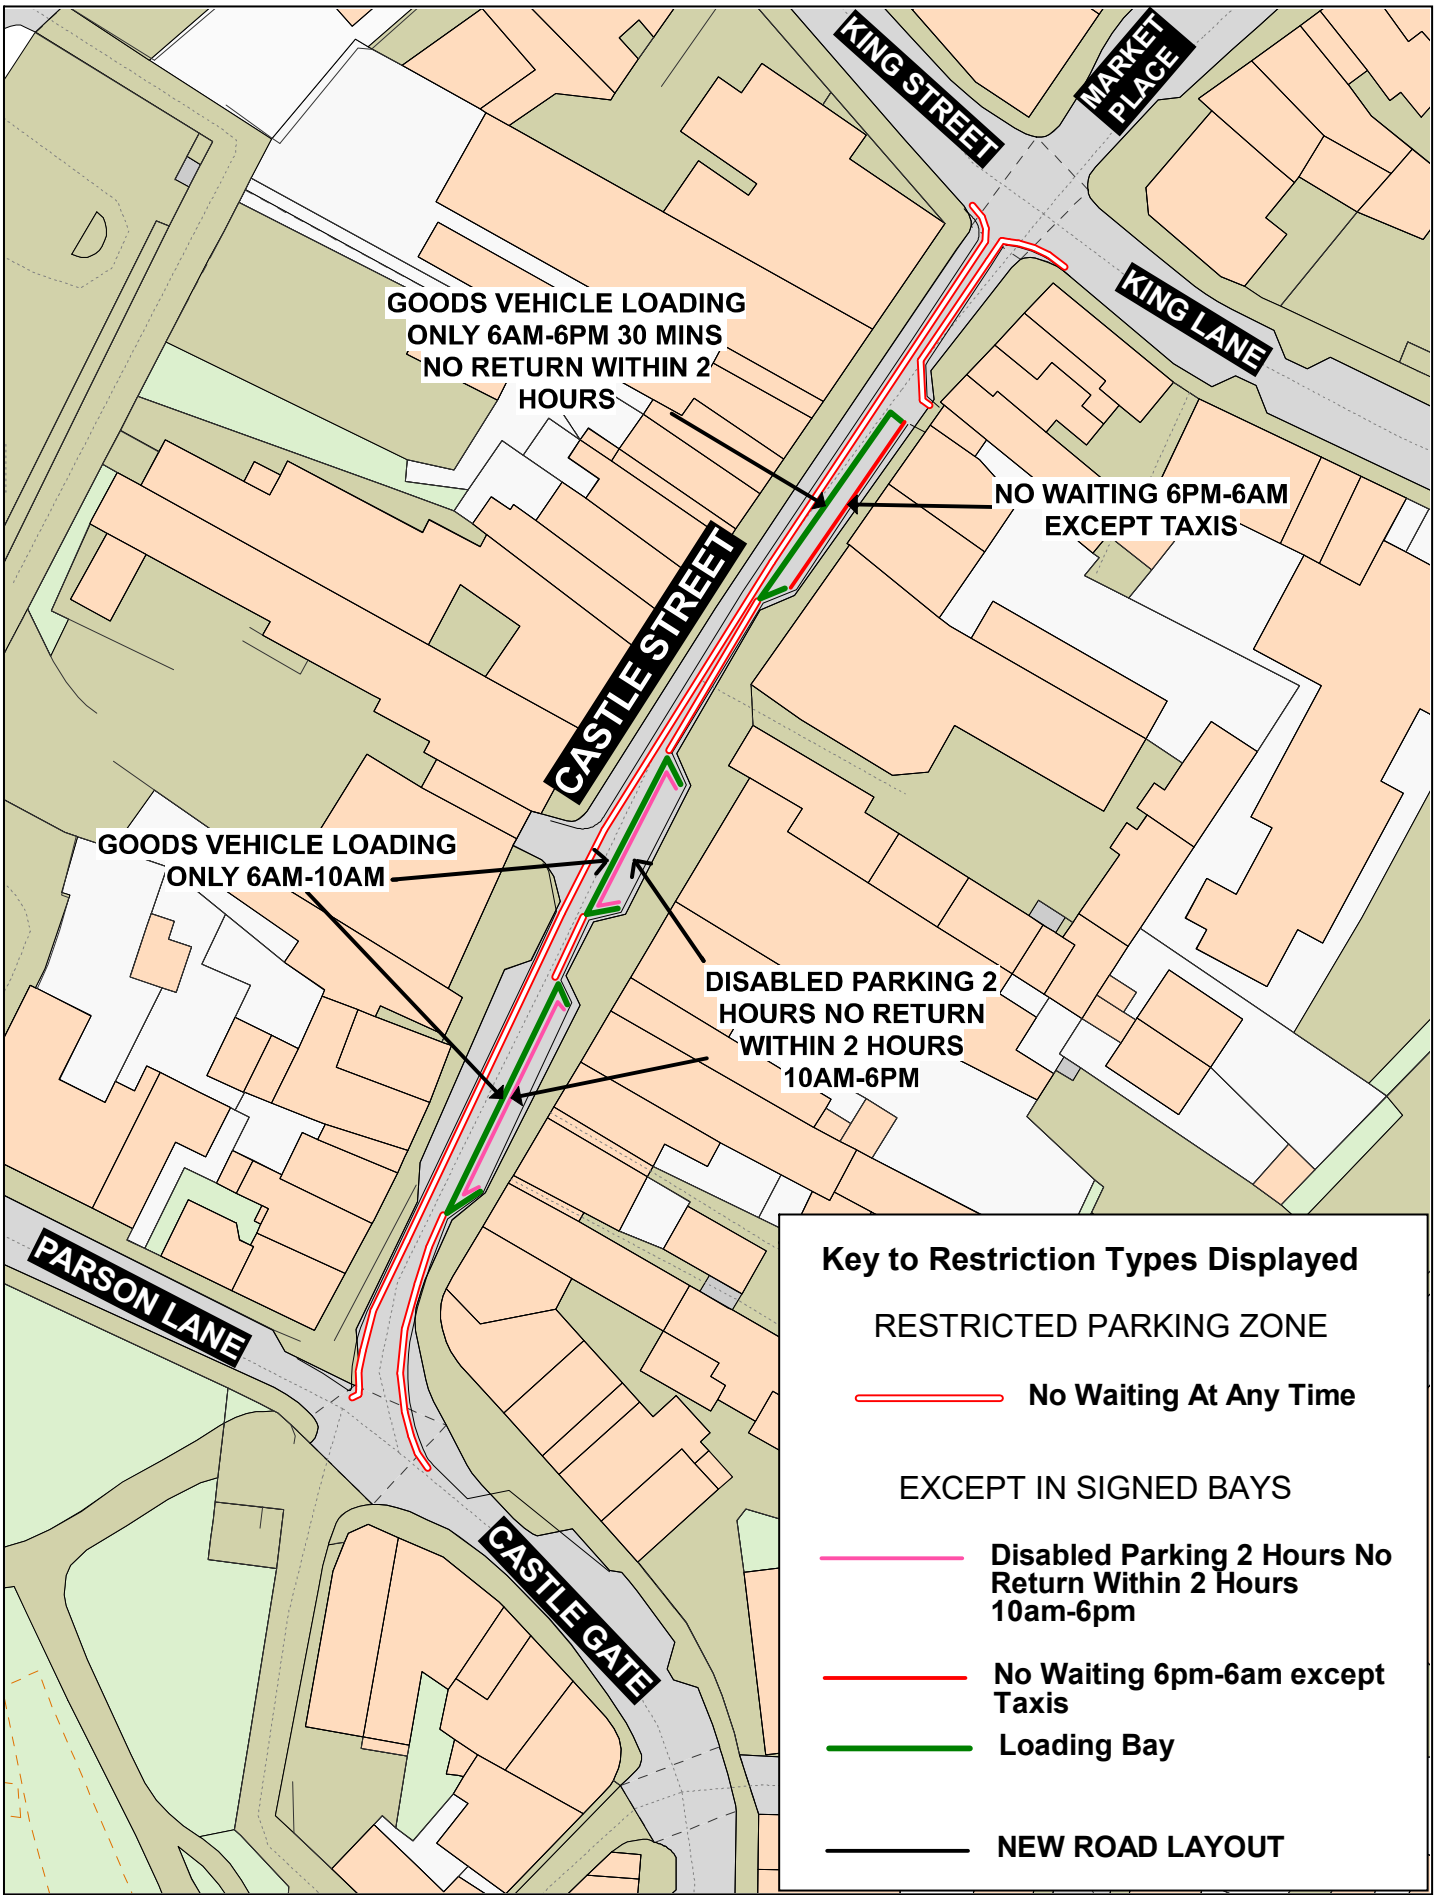 KING STREET
MARKET
PLACE
KING LANE
GOODS VEHICLE LOADING
ONLY 6AM-6PM 30 MINS
NO RETURN WITHIN 2
HOURS
NO WAITING 6PM-6AM
EXCEPT TAXIS
CASTLE STREET
GOODS VEHICLE LOADING
ONLY 6AM-10AM
DISABLED PARKING 2
HOURS NO RETURN
WITHIN 2 HOURS
10AM-6PM
PARSON LANE
CASTLE GATE
Key to Restriction Types Displayed
RESTRICTED PARKING ZONE
No Waiting At Any Time
EXCEPT IN SIGNED BAYS
Disabled Parking 2 Hours No
Return Within 2 Hours
10am-6pm
No Waiting 6pm-6am except
Taxis
Loading Bay
NEW ROAD LAYOUT